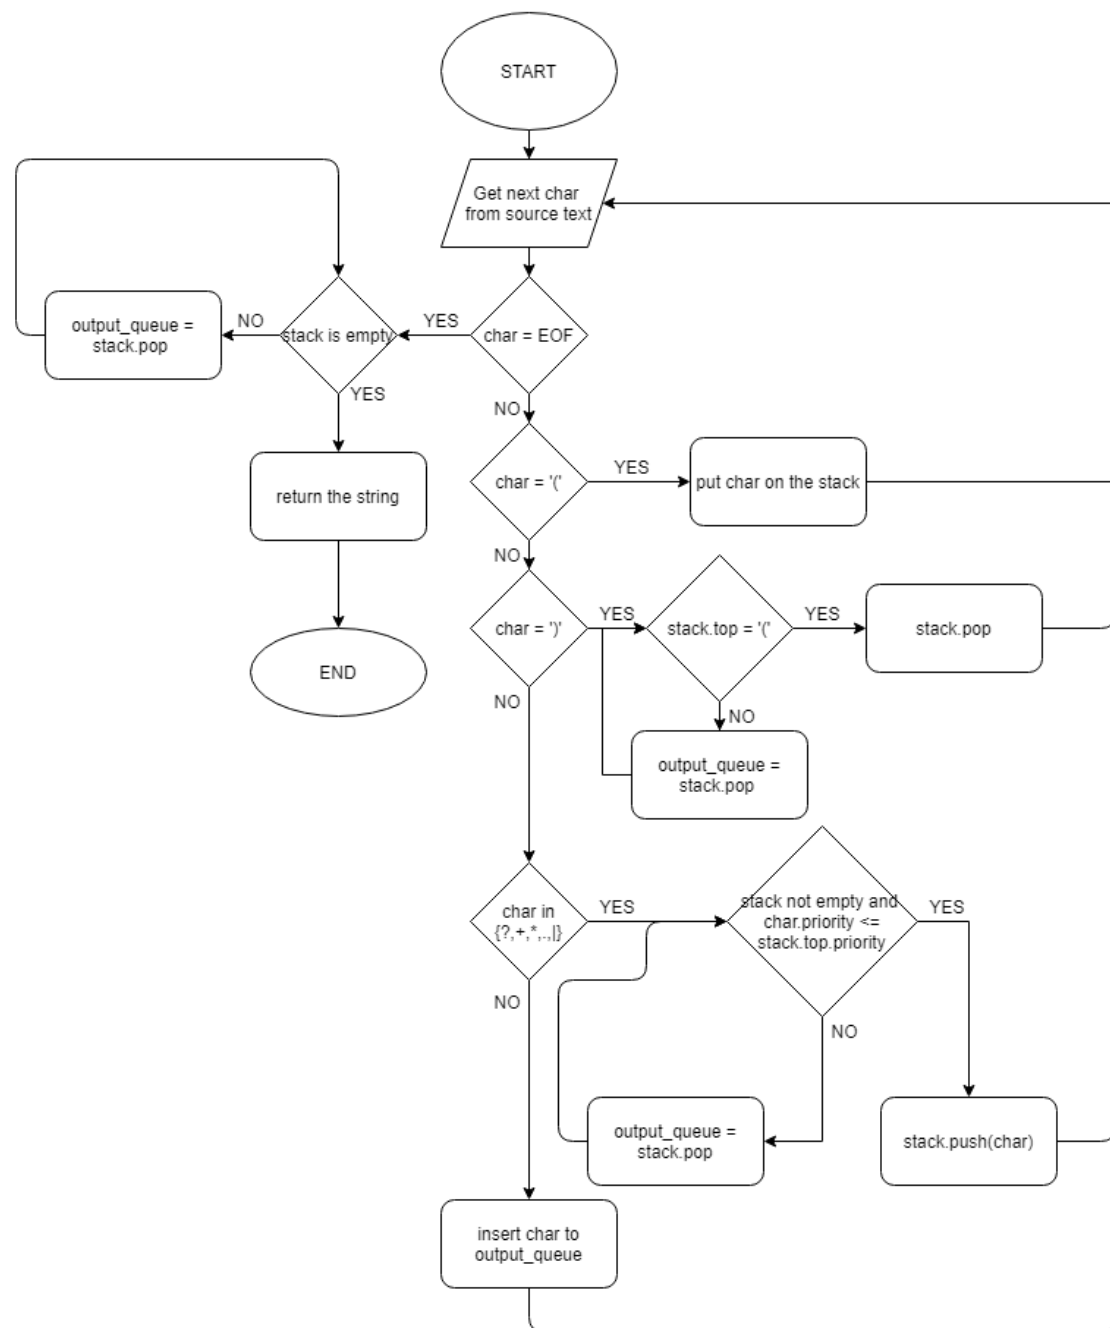 START
Get next char
from source text
char = EOF
YES
stack is empty
NO
output_queue =
stack.pop
YES
return the string
END
NO
char = '('
YES
put char on the stack
NO
char = ')'
YES
stack.top = '('
YES
stack.pop
NO
output_queue =
stack.pop
NO
char in
{?,+,*,.,|}
YES
stack not empty and
char.priority <=
stack.top.priority
YES
stack.push(char)
NO
output_queue =
stack.pop
NO
insert char to
output_queue